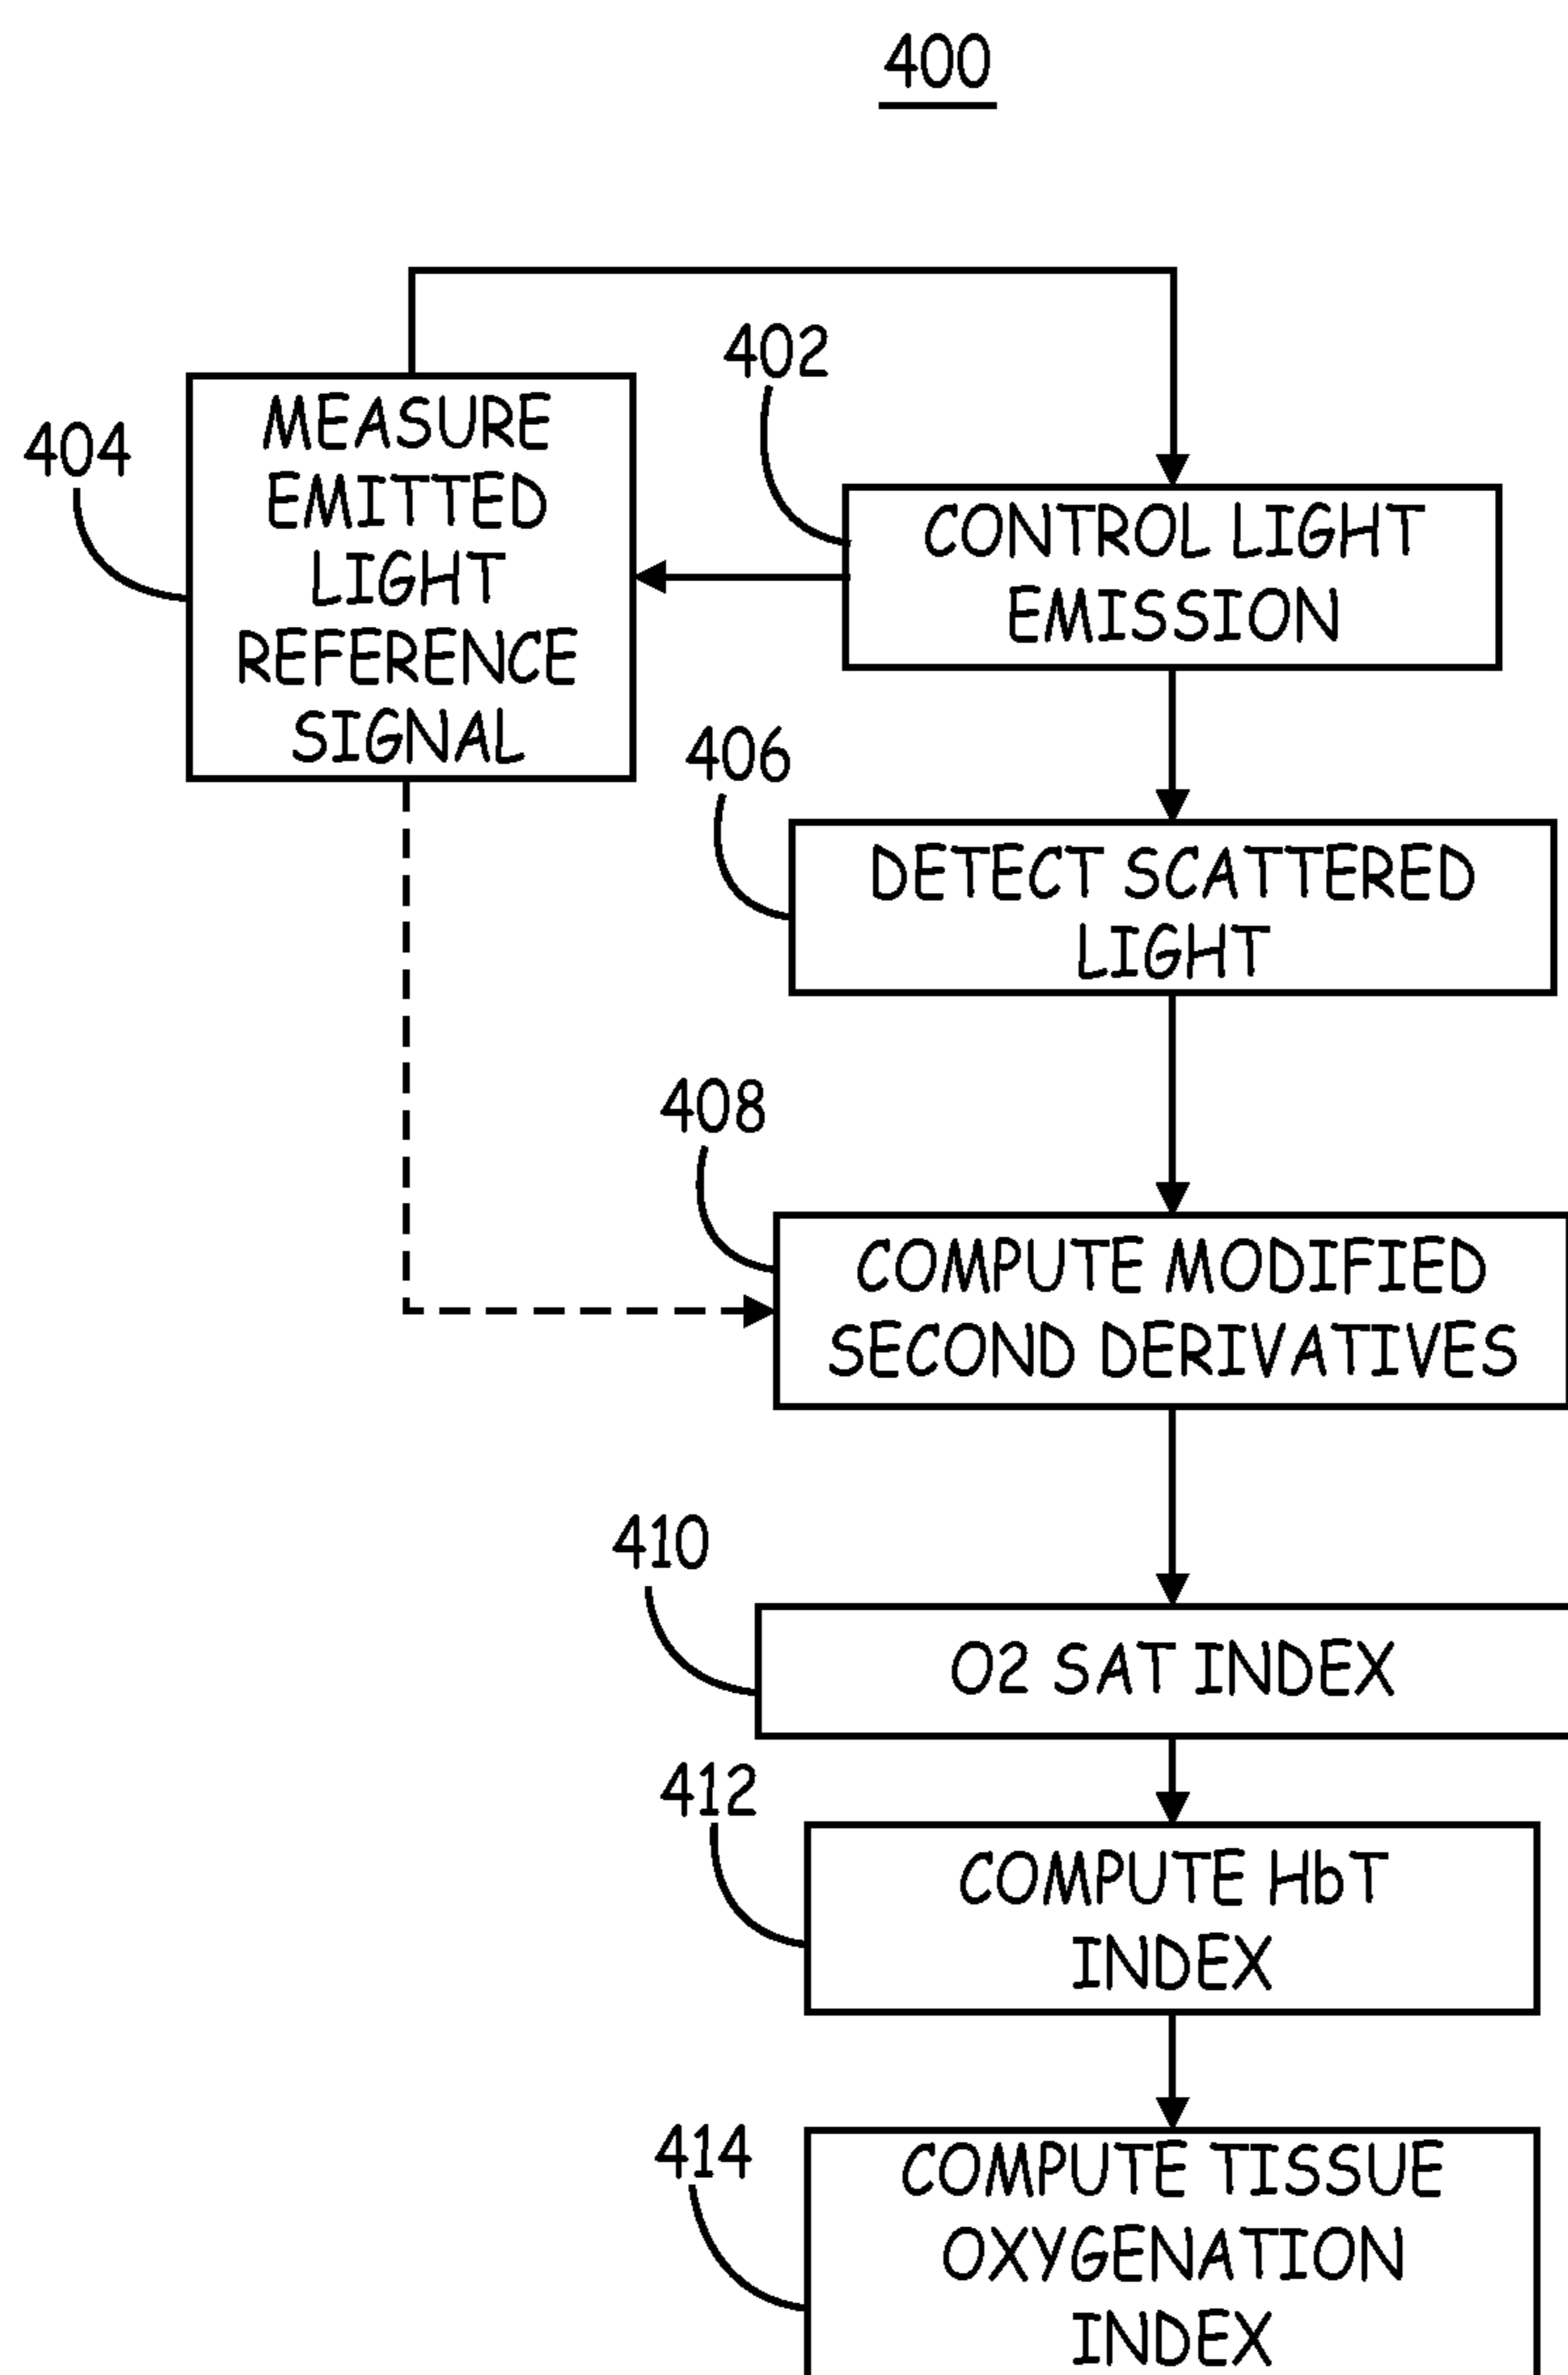 400
402
404
MEASURE
EMITTED
LIGHT
REFERENCE
SIGNAL
CONTROL LIGHT
EMISSION
406
DETECT SCATTERED
LIGHT
408
COMPUTE MODIFIED
SECOND DERIVATIVES
410
O2 SAT INDEX
412
COMPUTE HbT
INDEX
414
COMPUTE TISSUE
OXYGENATION
INDEX